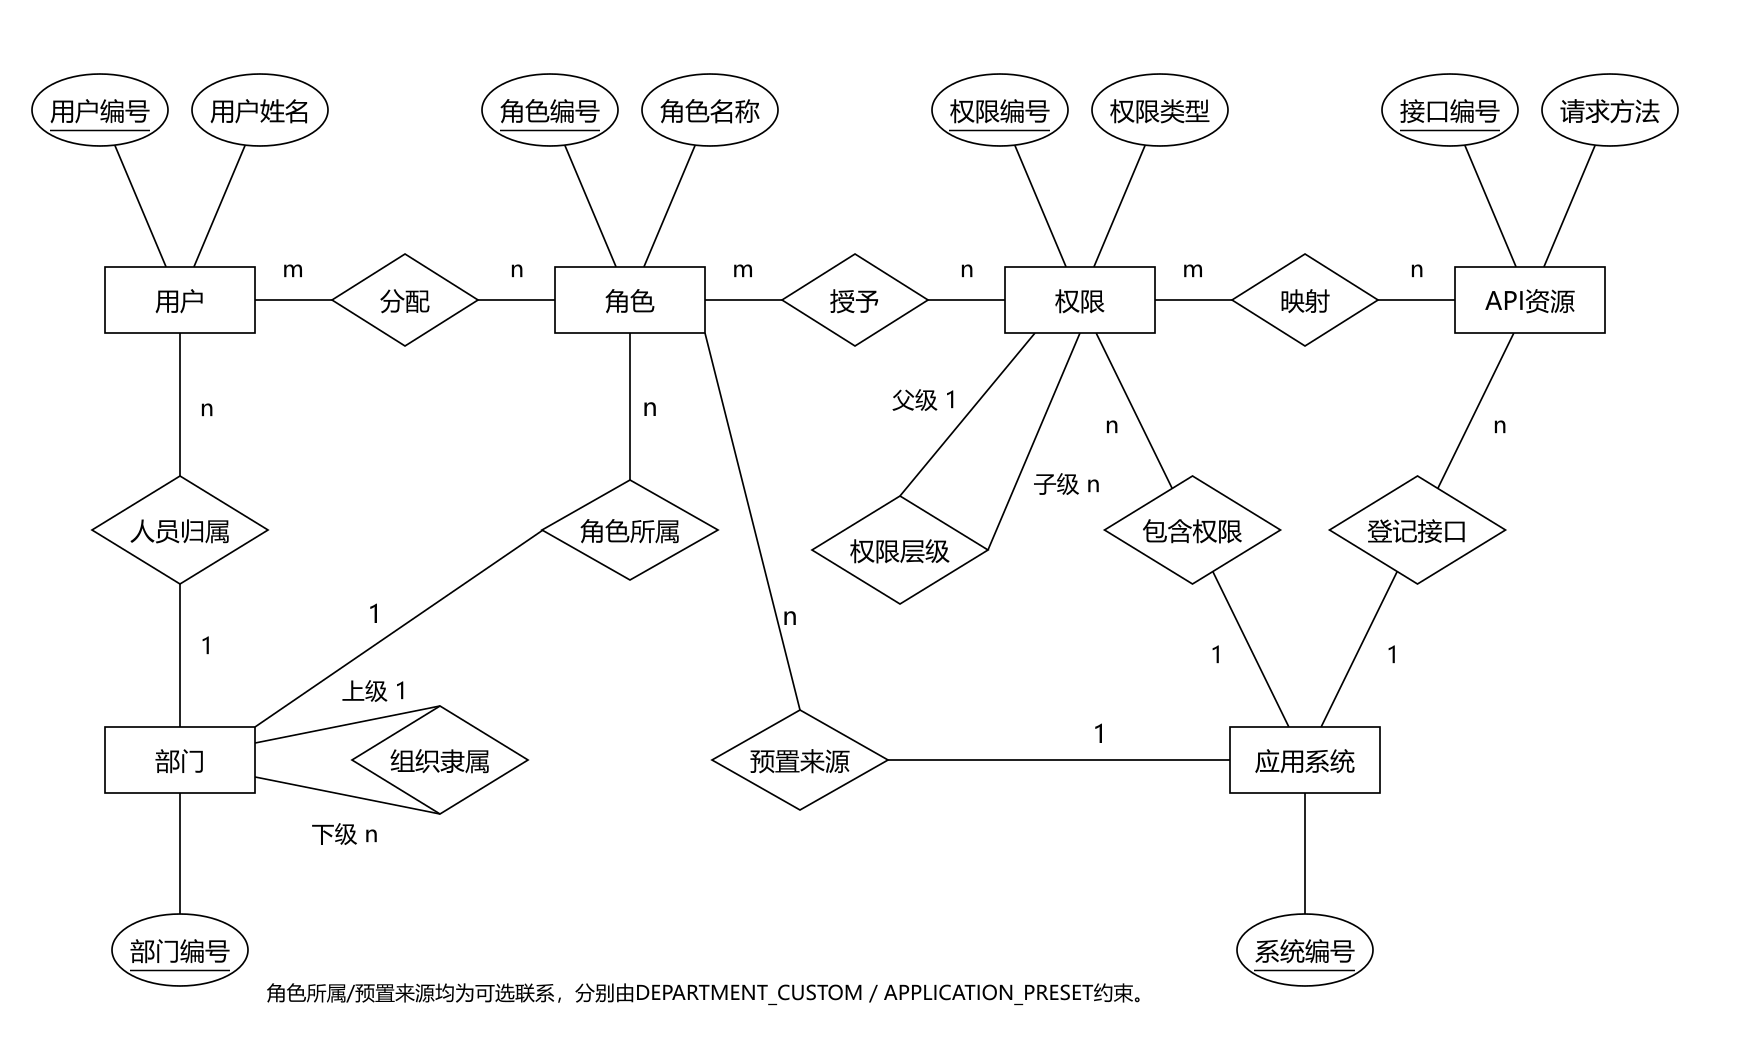 用户编号
用户姓名
角色编号
角色名称
权限编号
权限类型
接口编号
请求方法
用户
m
分配
n
角色
m
授予
n
权限
m
映射
n
API资源
n
n
父级 1
子级 n
n
n
人员归属
角色所属
权限层级
包含权限
登记接口
1
1
n
1
1
上级 1
部门
组织隶属
下级 n
预置来源
1
应用系统
部门编号
系统编号
角色所属/预置来源均为可选联系，分别由DEPARTMENT_CUSTOM / APPLICATION_PRESET约束。